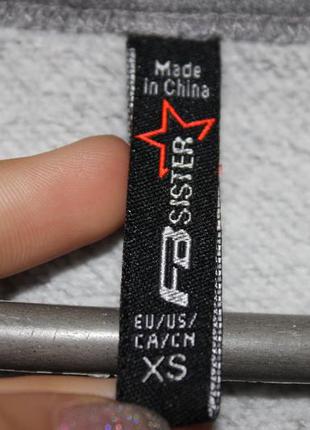 Made
in China
FB SISTER
EU/US/
CA/CN
XS